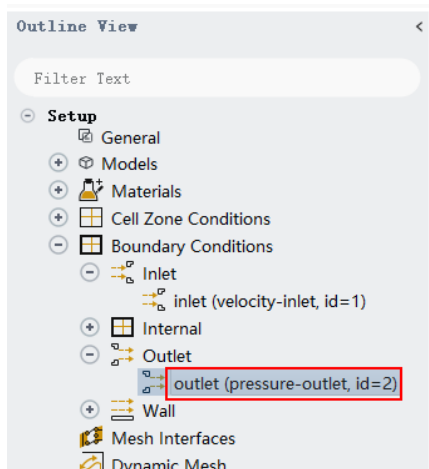 Outline View
Filter Text
Setup
General
Models
Materials
Cell Zone Conditions
Boundary Conditions
Inlet
inlet (velocity-inlet, id=1)
Internal
Outlet
outlet (pressure-outlet, id=2)
Wall
Mesh Interfaces
Dynamic Mesh